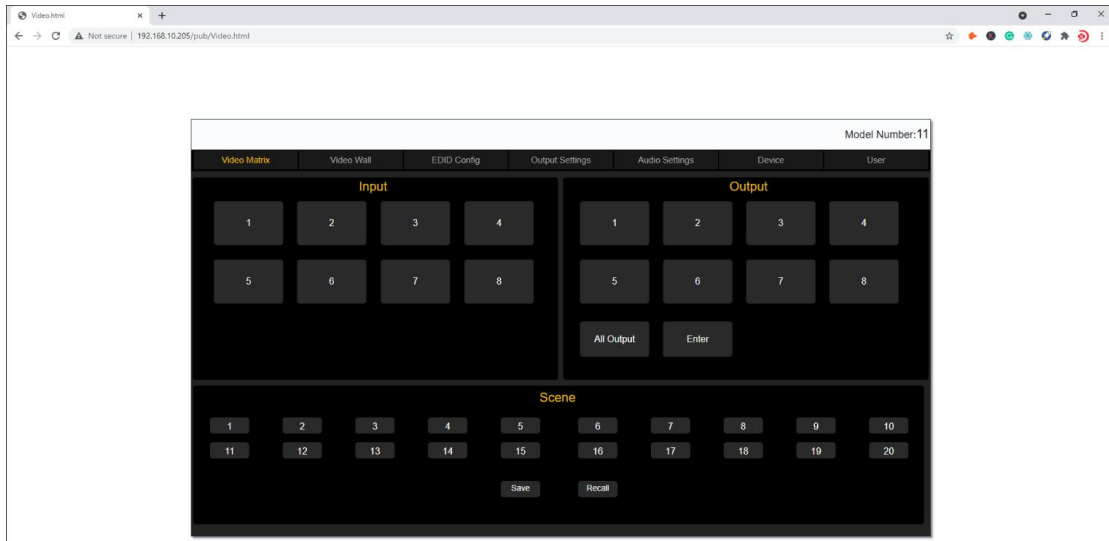 Video.html
Not secure | 192.168.10.205/pub/Video.html
Model Number:11
Video Matrix Video Wall EDID Config Output Settings Audio Settings Device User
Input
1 2 3 4
5 6 7 8
Output
1 2 3 4
5 6 7 8
All Output Enter
Scene
1 2 3 4 5 6 7 8 9 10
11 12 13 14 15 16 17 18 19 20
Save Recall